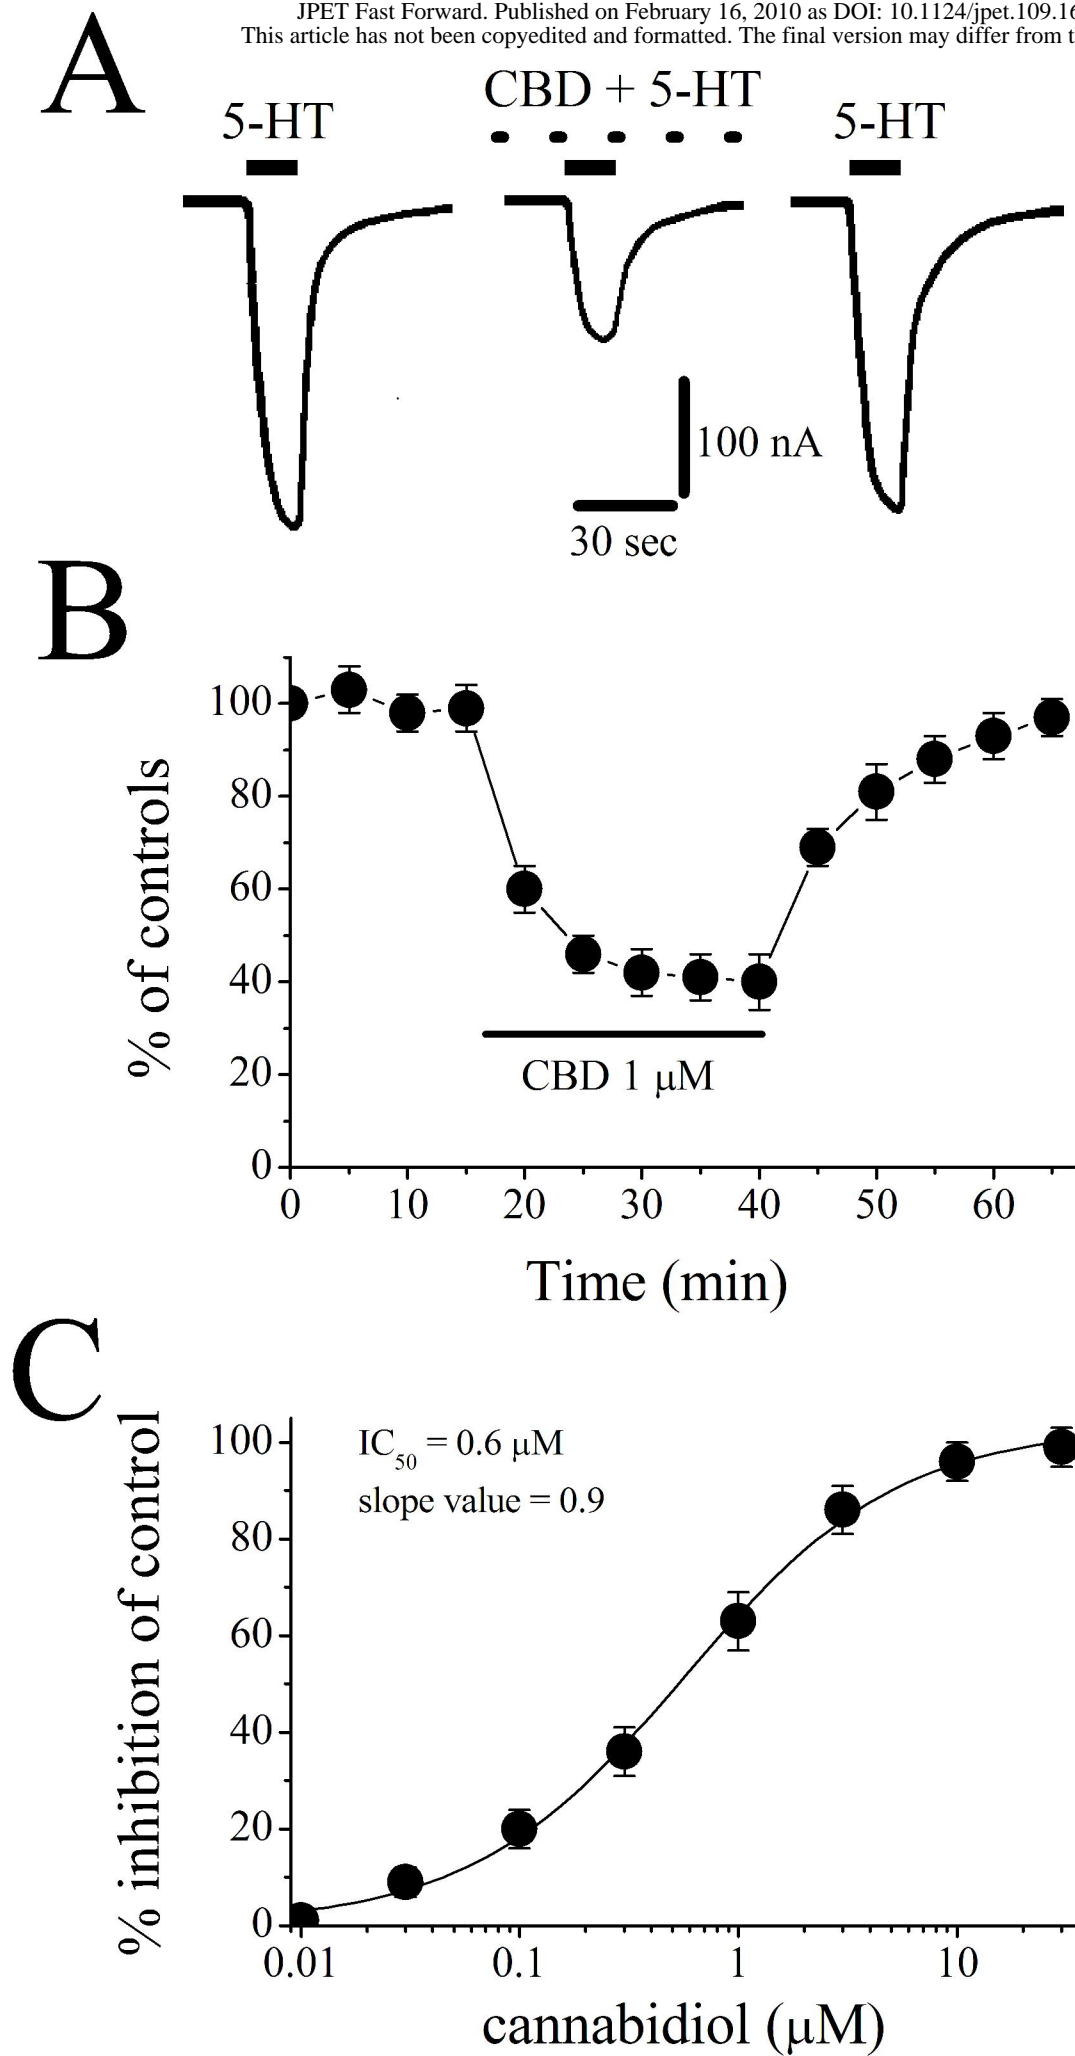 JPET Fast Forward. Published on February 16, 2010 as DOI: 10.1124/jpet.109.16
This article has not been copyedited and formatted. The final version may differ from t
A
5-HT
CBD + 5-HT
5-HT
100 nA
30 sec
B
% of controls
100
80
60
40
20
0
CBD 1 μM
0 10 20 30 40 50 60
Time (min)
C
% inhibition of control
IC50 = 0.6 μM
slope value = 0.9
100
80
60
40
20
0
0.01 0.1 1 10
cannabidiol (μM)